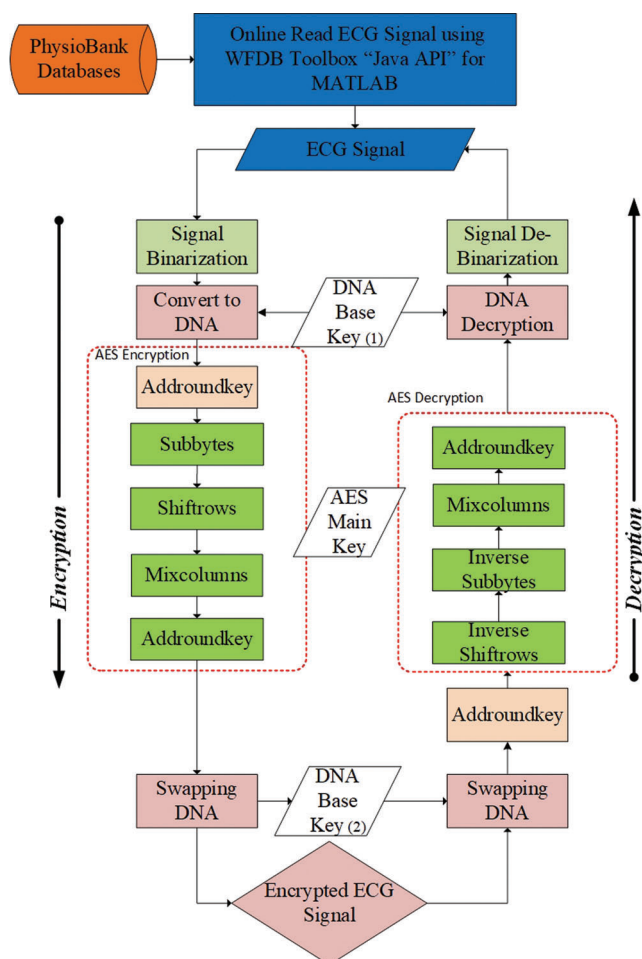 PhysioBank
Databases
Online Read ECG Signal using
WFDB Toolbox “Java API” for
MATLAB
ECG Signal
Signal
Binarization
Signal De-
Binarization
Convert to
DNA
DNA
Base
Key (1)
DNA
Decryption
AES Encryption
Addroundkey
Subbytes
Shiftrows
Mixcolumns
Addroundkey
AES
Main
Key
AES Decryption
Addroundkey
Mixcolumns
Inverse
Subbytes
Inverse
Shiftrows
Addroundkey
Encryption
Decryption
Swapping
DNA
DNA
Base
Key (2)
Swapping
DNA
Encrypted ECG
Signal